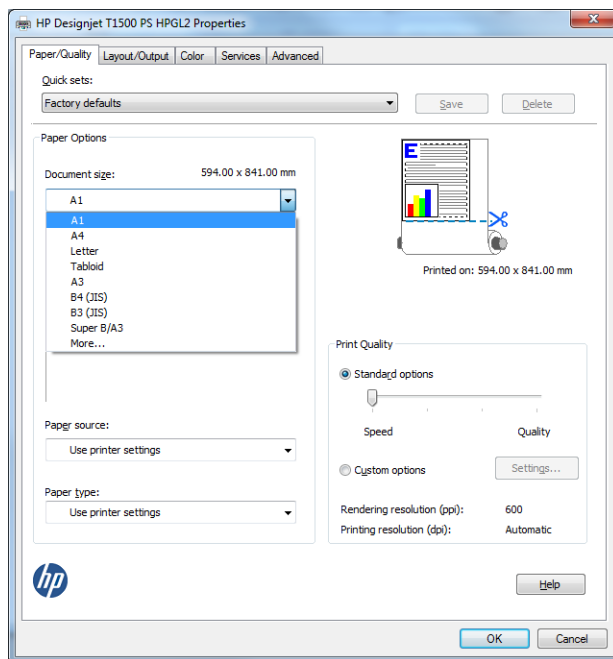 HP Designjet T1500 PS HPGL2 Properties
Paper/Quality Layout/Output Color Services Advanced
Quick sets:
Factory defaults Save Delete
Paper Options
Document size: 594.00 x 841.00 mm
A1
A1
A4
Letter
Tabloid
A3
B4 (JIS)
B3 (JIS)
Super B/A3
More...
Paper source:
Use printer settings
Paper type:
Use printer settings
E
Printed on: 594.00 x 841.00 mm
Print Quality
Standard options
Speed Quality
Custom options Settings...
Rendering resolution (ppi): 600
Printing resolution (dpi): Automatic
hp
Help
OK Cancel